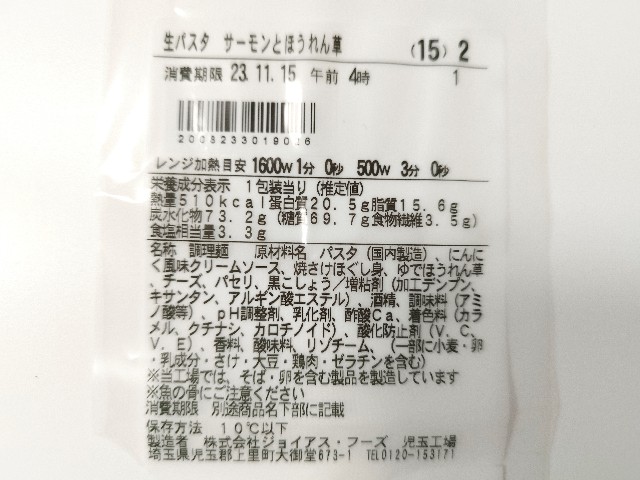 生パスタ サーモンとほうれん草 (15) 2
消費期限 23.11.15 午前 4時 1
2008233019026
レンジ加熱目安 1600W 1分 0秒 500W 3分 0秒
栄養成分表示 1包装当り(推定値)
熱量510kcal蛋白質20.5g脂質15.6g
炭水化物73.2g(糖質69.7g食物繊維3.5g)
食塩相当量3.3g
名称 調理麺 原材料名 パスタ(国内製造)、にんに
く風味クリームソース、焼さけほぐし身、ゆでほうれん草
、チーズ、パセリ、黒こしょう/増粘剤(加工デンプン、
キサンタン、アルギン酸エステル)、酒精、調味料(アミ
ノ酸等)、pH調整剤、乳化剤、酢酸Ca、着色料(カラ
メル、クチナシ、カロチノイド)、酸化防止剤(V.C、
V.E)、香料、酸味料、リゾチーム、(一部に小麦・卵
・乳成分・さけ・大豆・鶏肉・ゼラチンを含む)
※当工場では、そば・卵を含む製品を製造しています
※魚の骨にご注意ください
消費期限 別途商品名下部に記載
保存方法 10℃以下
製造者 株式会社ジョイアス・フーズ 児玉工場
埼玉県児玉郡上里町大御堂673-1 TEL0120-153171